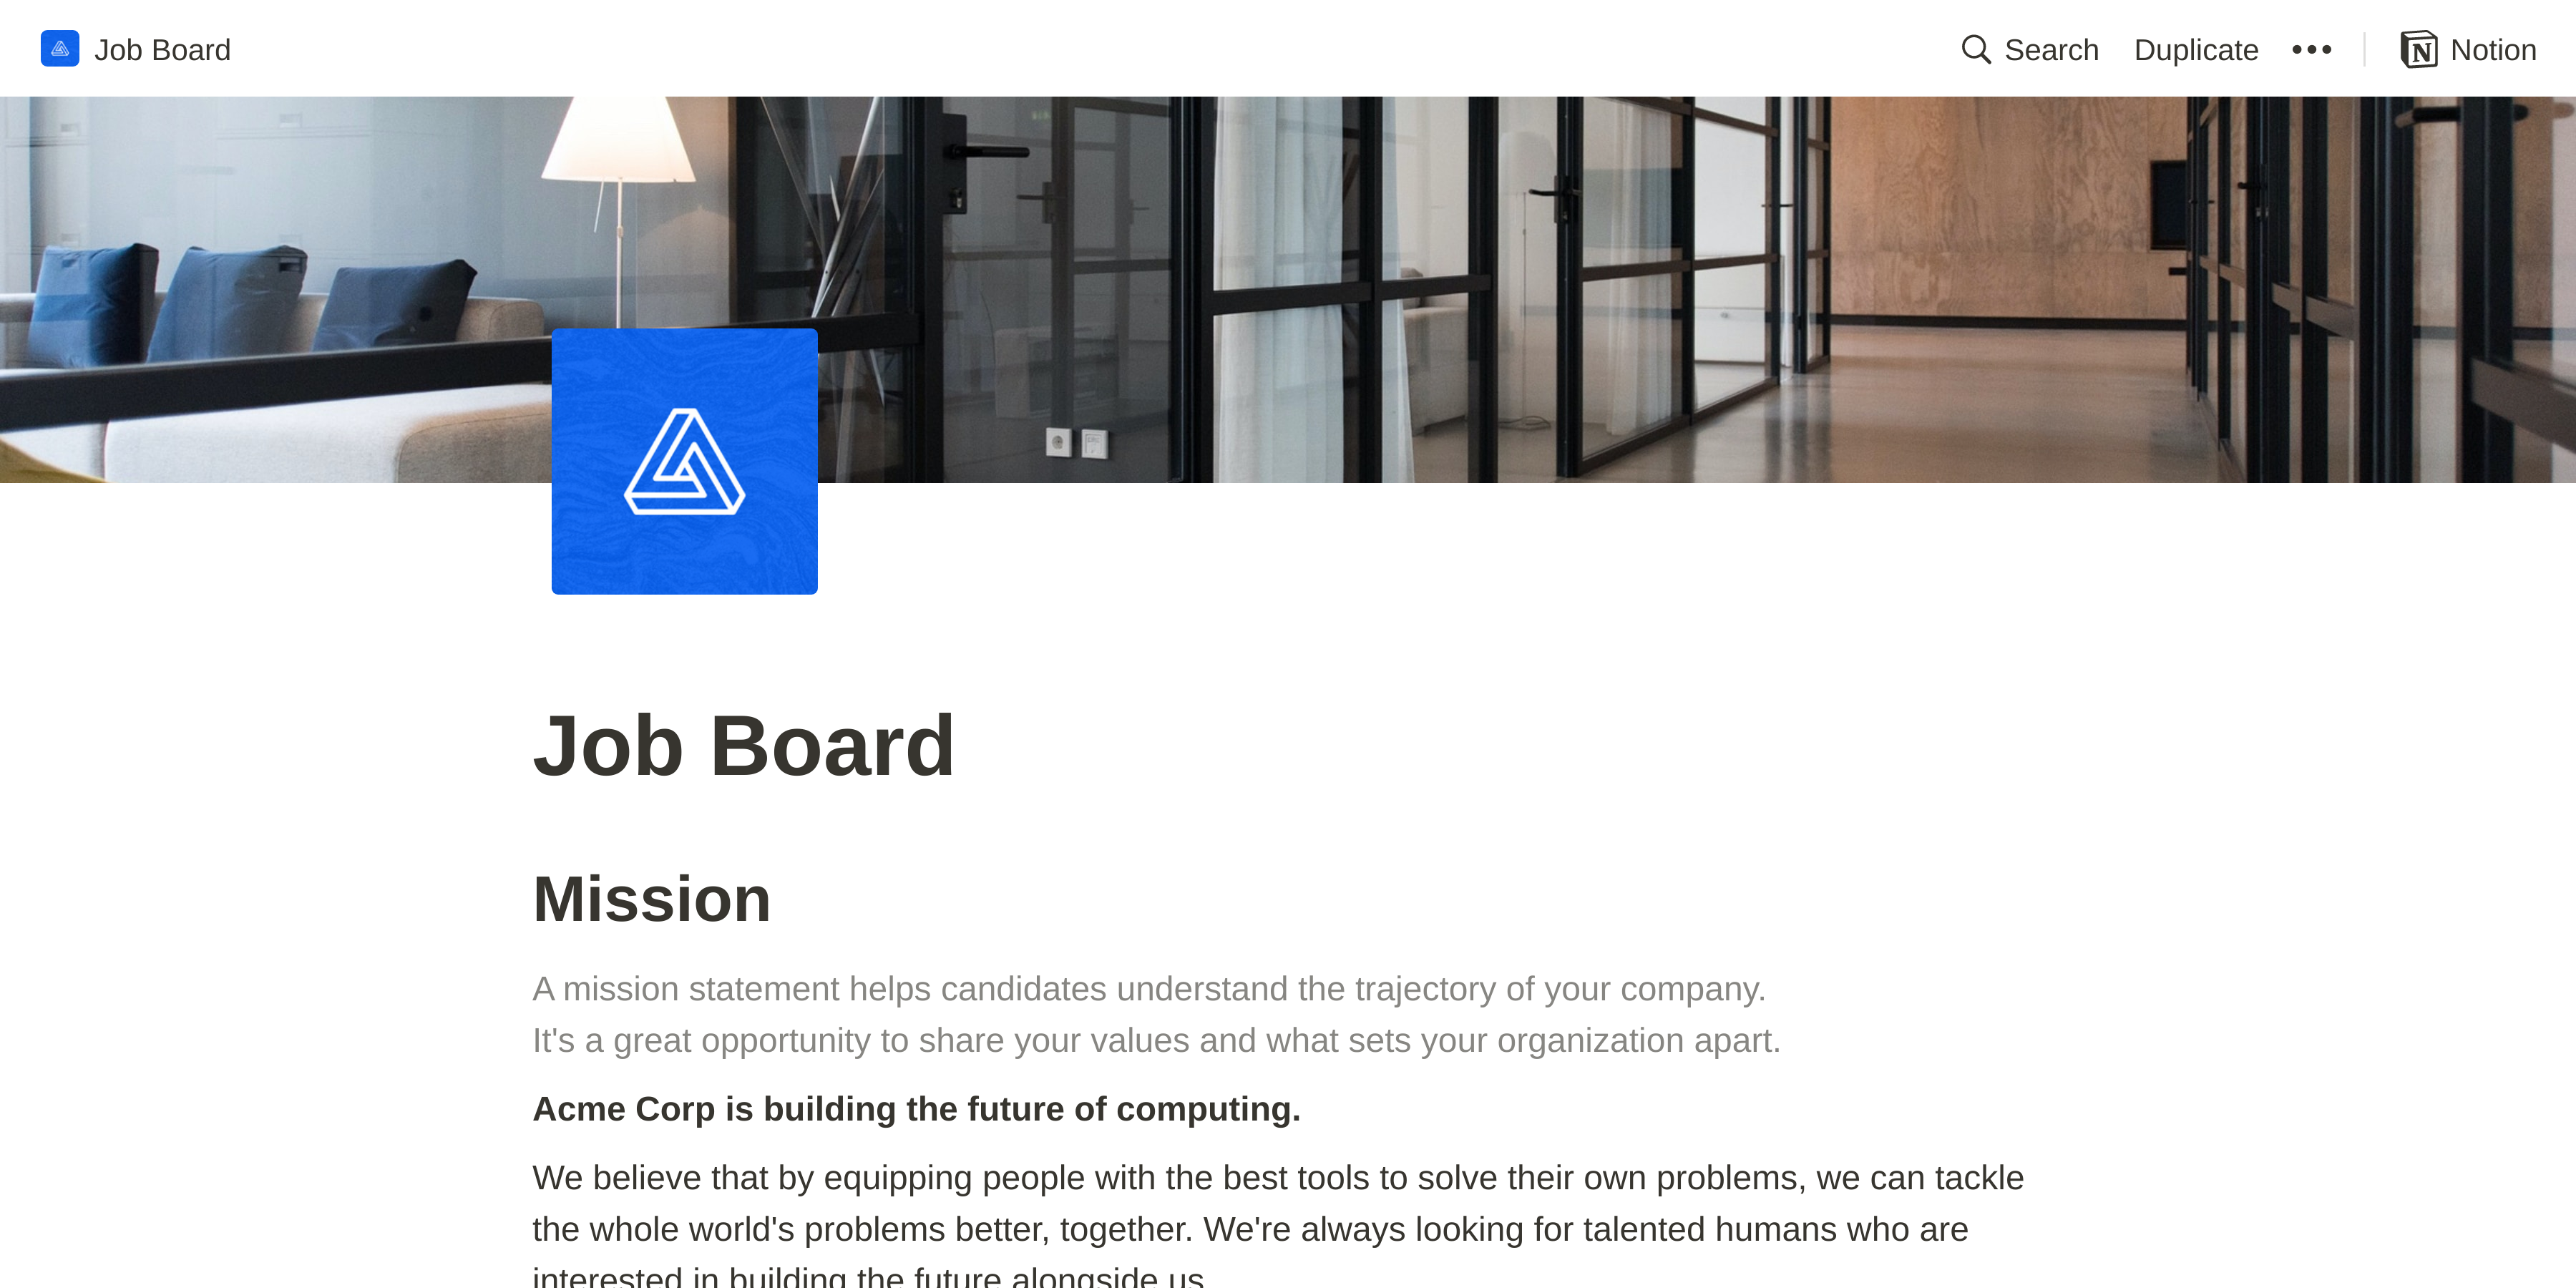 Job Board
Search Duplicate Notion
Job Board
Mission
A mission statement helps candidates understand the trajectory of your company.
It's a great opportunity to share your values and what sets your organization apart.
Acme Corp is building the future of computing.
We believe that by equipping people with the best tools to solve their own problems, we can tackle
the whole world's problems better, together. We're always looking for talented humans who are
interested in building the future alongside us.